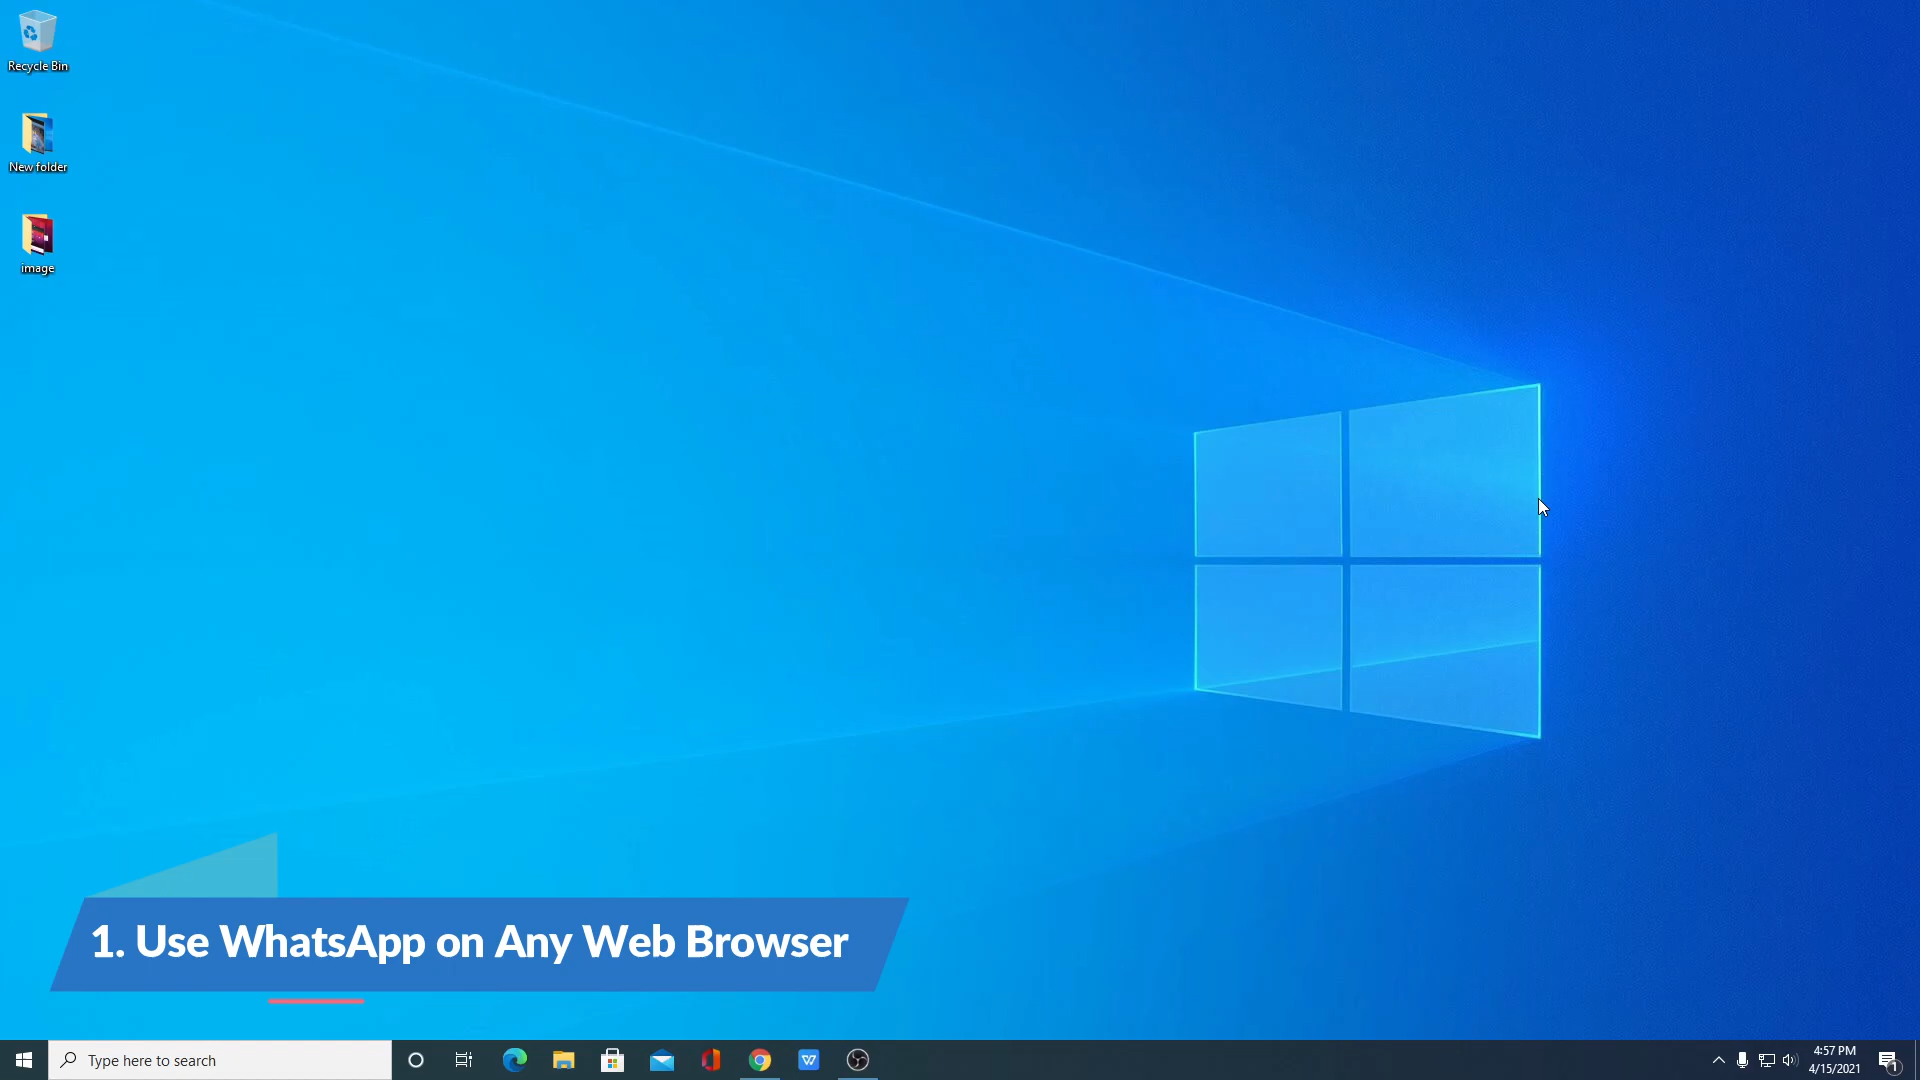 Recycle Bin
New folder
image
1. Use WhatsApp on Any Web Browser
Type here to search
4:57 PM
4/15/2021
1